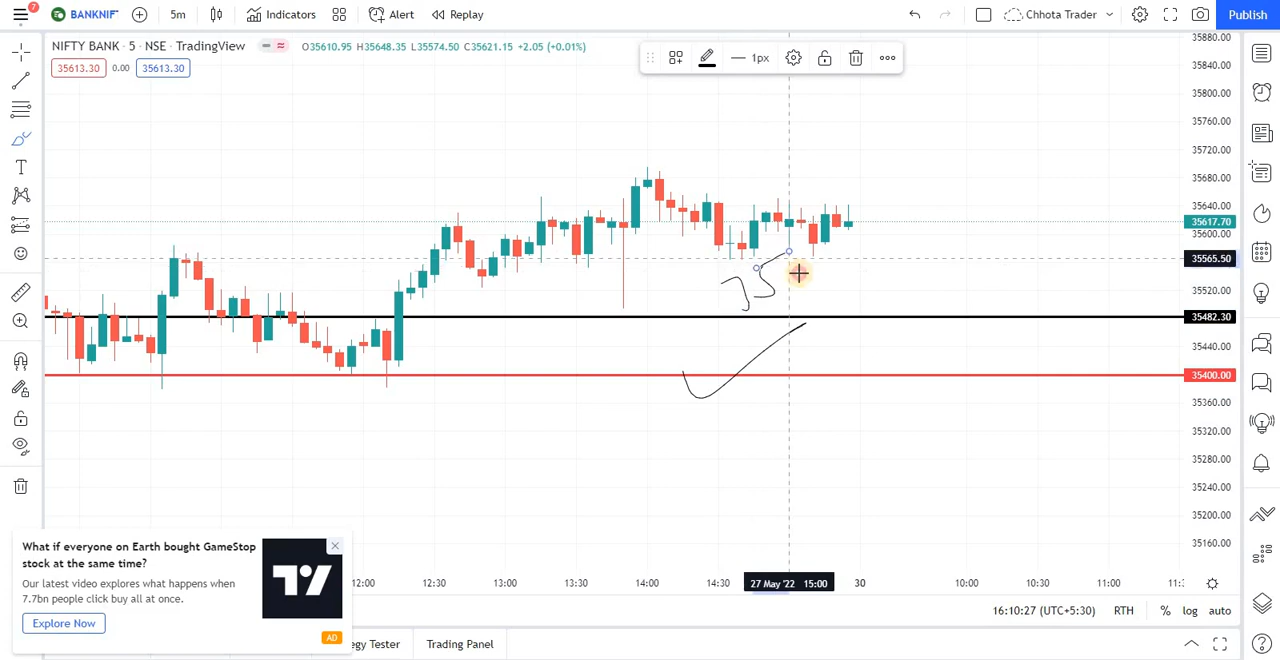 7
BANKNIF
5m
Indicators
Alert
Replay
Chhota Trader
Publish
NIFTY BANK · 5 · NSE · TradingView
O35610.95 H35648.35 L35574.50 C35621.15 +2.05 (+0.01%)
1px
35613.30 0.00 35613.30
35880.00
35840.00
35800.00
35760.00
35720.00
35680.00
35640.00
35617.70
35600.00
35565.50
35520.00
35482.30
35440.00
35400.00
35360.00
35320.00
35280.00
35240.00
35200.00
35160.00
What if everyone on Earth bought GameStop
stock at the same time?
Our latest video explores what happens when
7.7bn people click buy all at once.
Explore Now
AD
12:00 12:30 13:00 13:30 14:00 14:30 27 May '22 15:00 30 10:00 10:30 11:00 11:
16:10:27 (UTC+5:30) RTH % log auto
egy Tester
Trading Panel